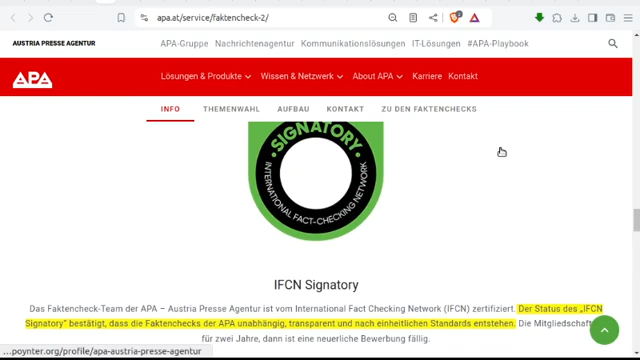 apa.at/service/faktencheck-2/
AUSTRIA PRESSE AGENTUR APA-Gruppe Nachrichtenagentur Kommunikationslösungen IT-Lösungen #APA-Playbook
APA Lösungen & Produkte Wissen & Netzwerk About APA Karriere Kontakt
INFO THEMENWAHL AUFBAU KONTAKT ZU DEN FAKTENCHECKS
SIGNATORY
INTERNATIONAL FACT-CHECKING NETWORK
IFCN Signatory
Das Faktencheck-Team der APA – Austria Presse Agentur ist vom International Fact Checking Network (IFCN) zertifiziert. Der Status des „IFCN
Signatory" bestätigt, dass die Faktenchecks der APA unabhängig, transparent und nach einheitlichen Standards entstehen. Die Mitgliedschaft
für zwei Jahre, dann ist eine neuerliche Bewerbung fällig.
poynter.org/profile/apa-austria-presse-agentur